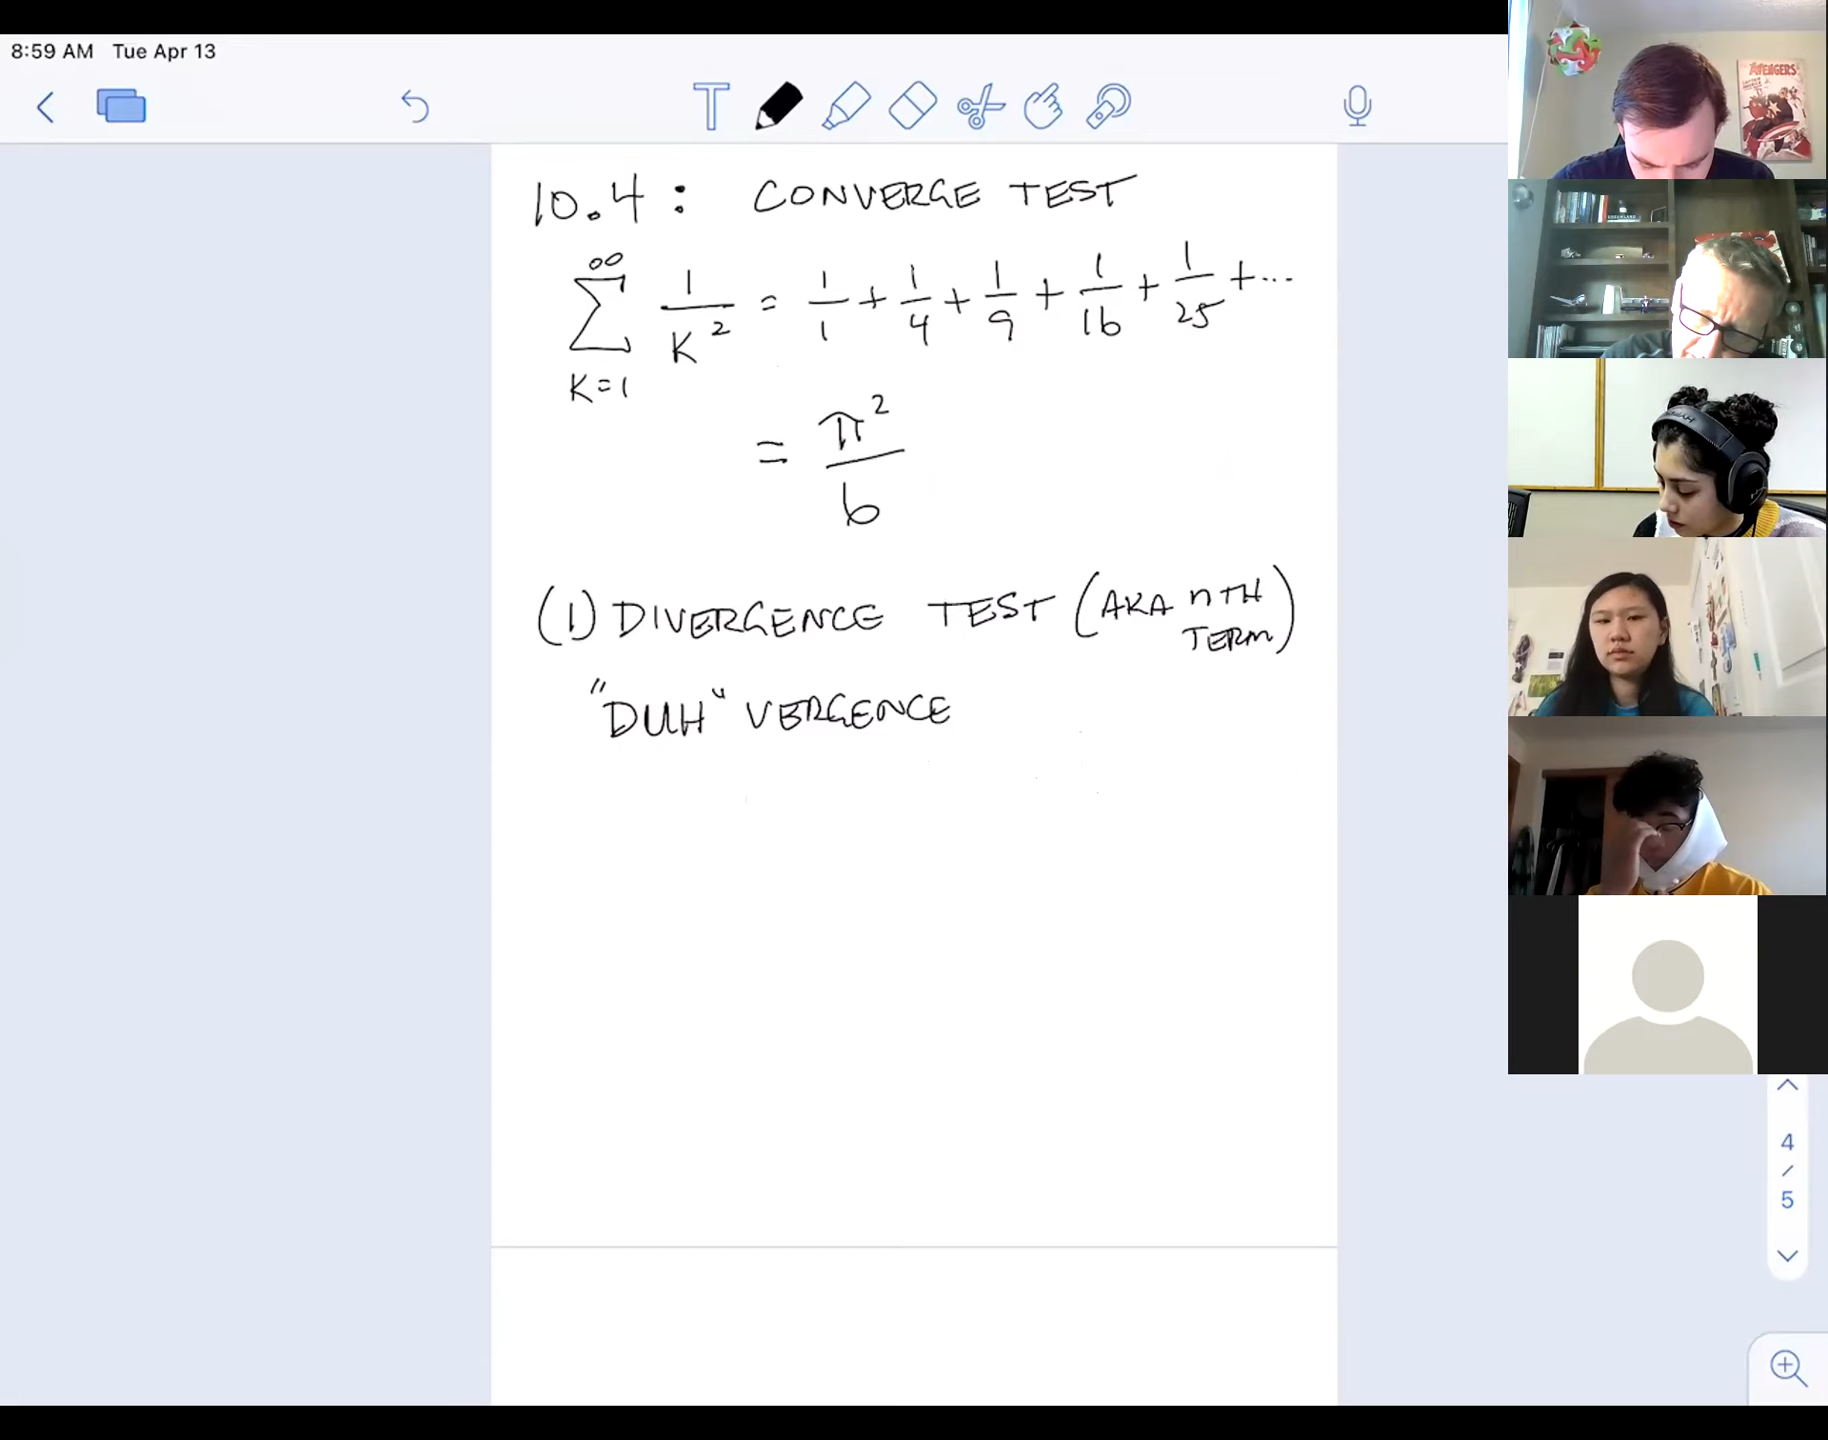 8:59 AM Tue Apr 13
T
10.4 : CONVERGE TEST
∞
∑ 1/K² = 1/1 + 1/4 + 1/9 + 1/16 + 1/25 + ...
K=1
= π²/6
(1) DIVERGENCE TEST (AKA nTH
TERM)
"DUH" VERGENCE
AVENGERS
4
/
5